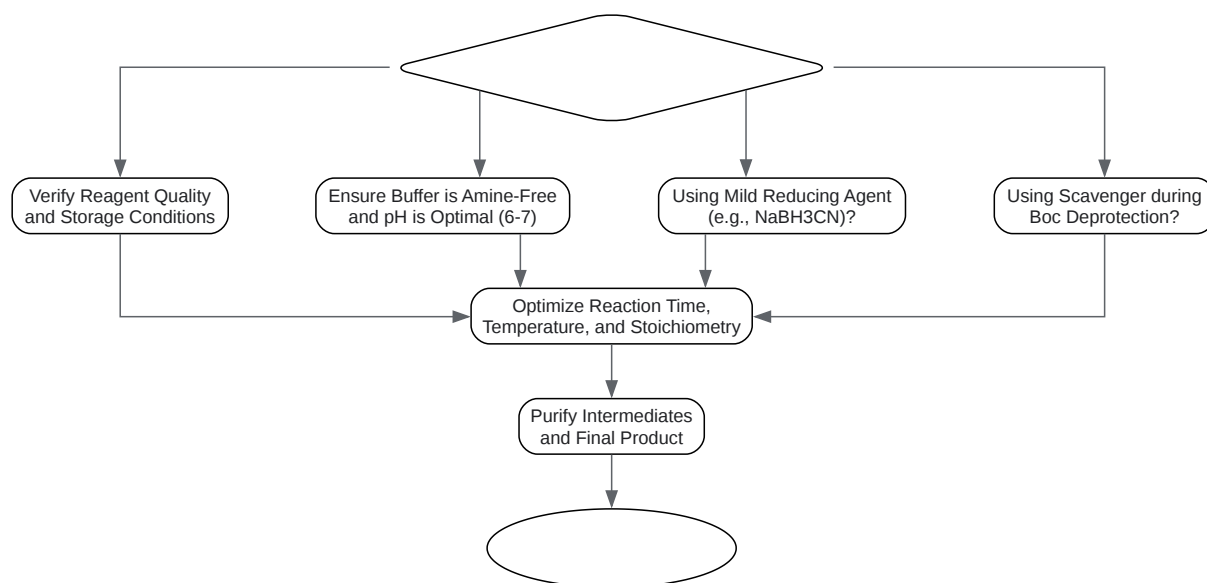 Verify Reagent Quality
and Storage Conditions
Ensure Buffer is Amine-Free
and pH is Optimal (6-7)
Using Mild Reducing Agent
(e.g., NaBH3CN)?
Using Scavenger during
Boc Deprotection?
Optimize Reaction Time,
Temperature, and Stoichiometry
Purify Intermediates
and Final Product